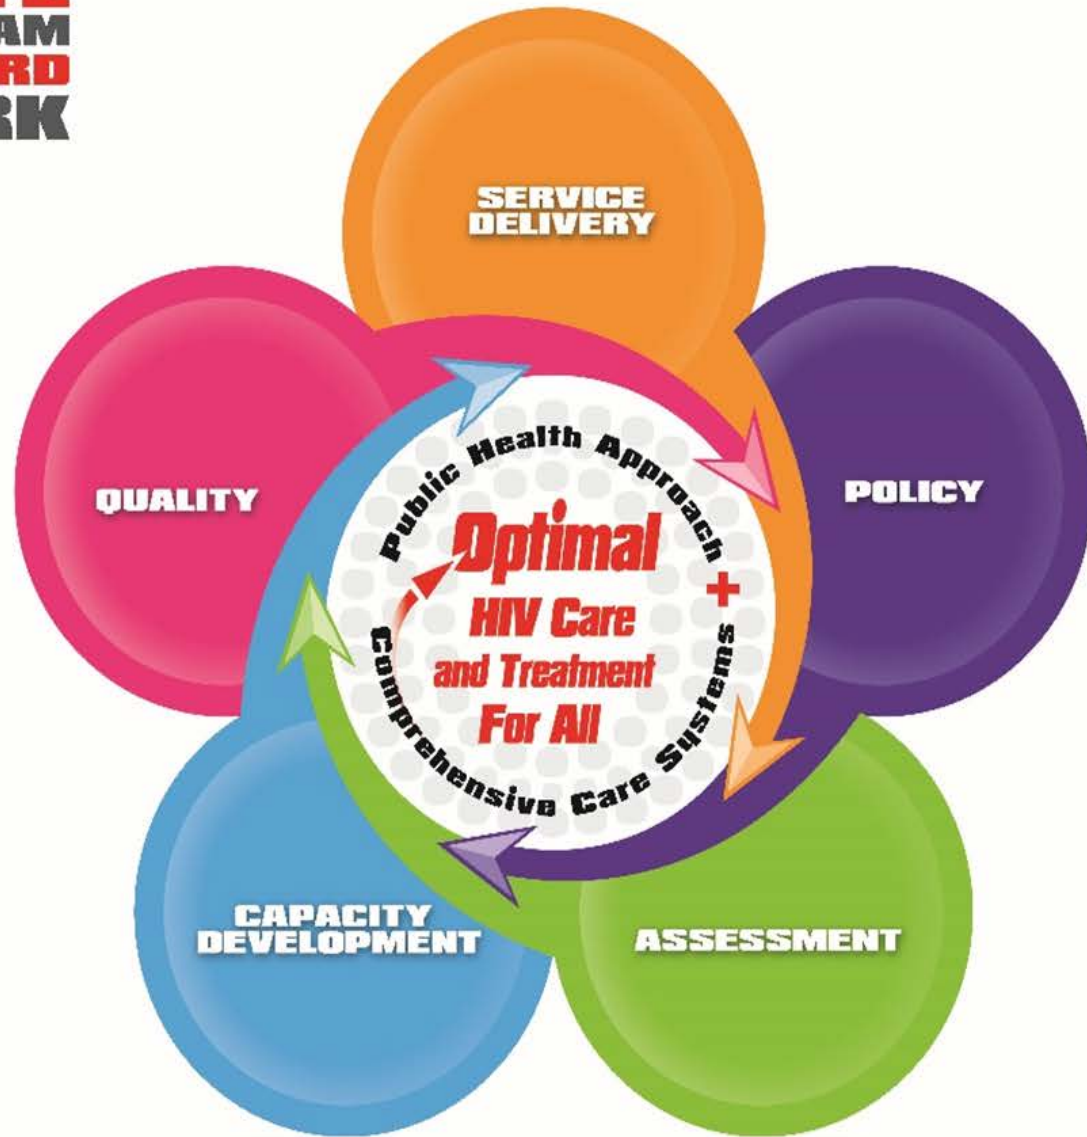 AM
RD
RK
SERVICE
DELIVERY
QUALITY
POLICY
Public Health Approach +
Optimal
HIV Care
and Treatment
For All
Comprehensive Care Systems
CAPACITY
DEVELOPMENT
ASSESSMENT